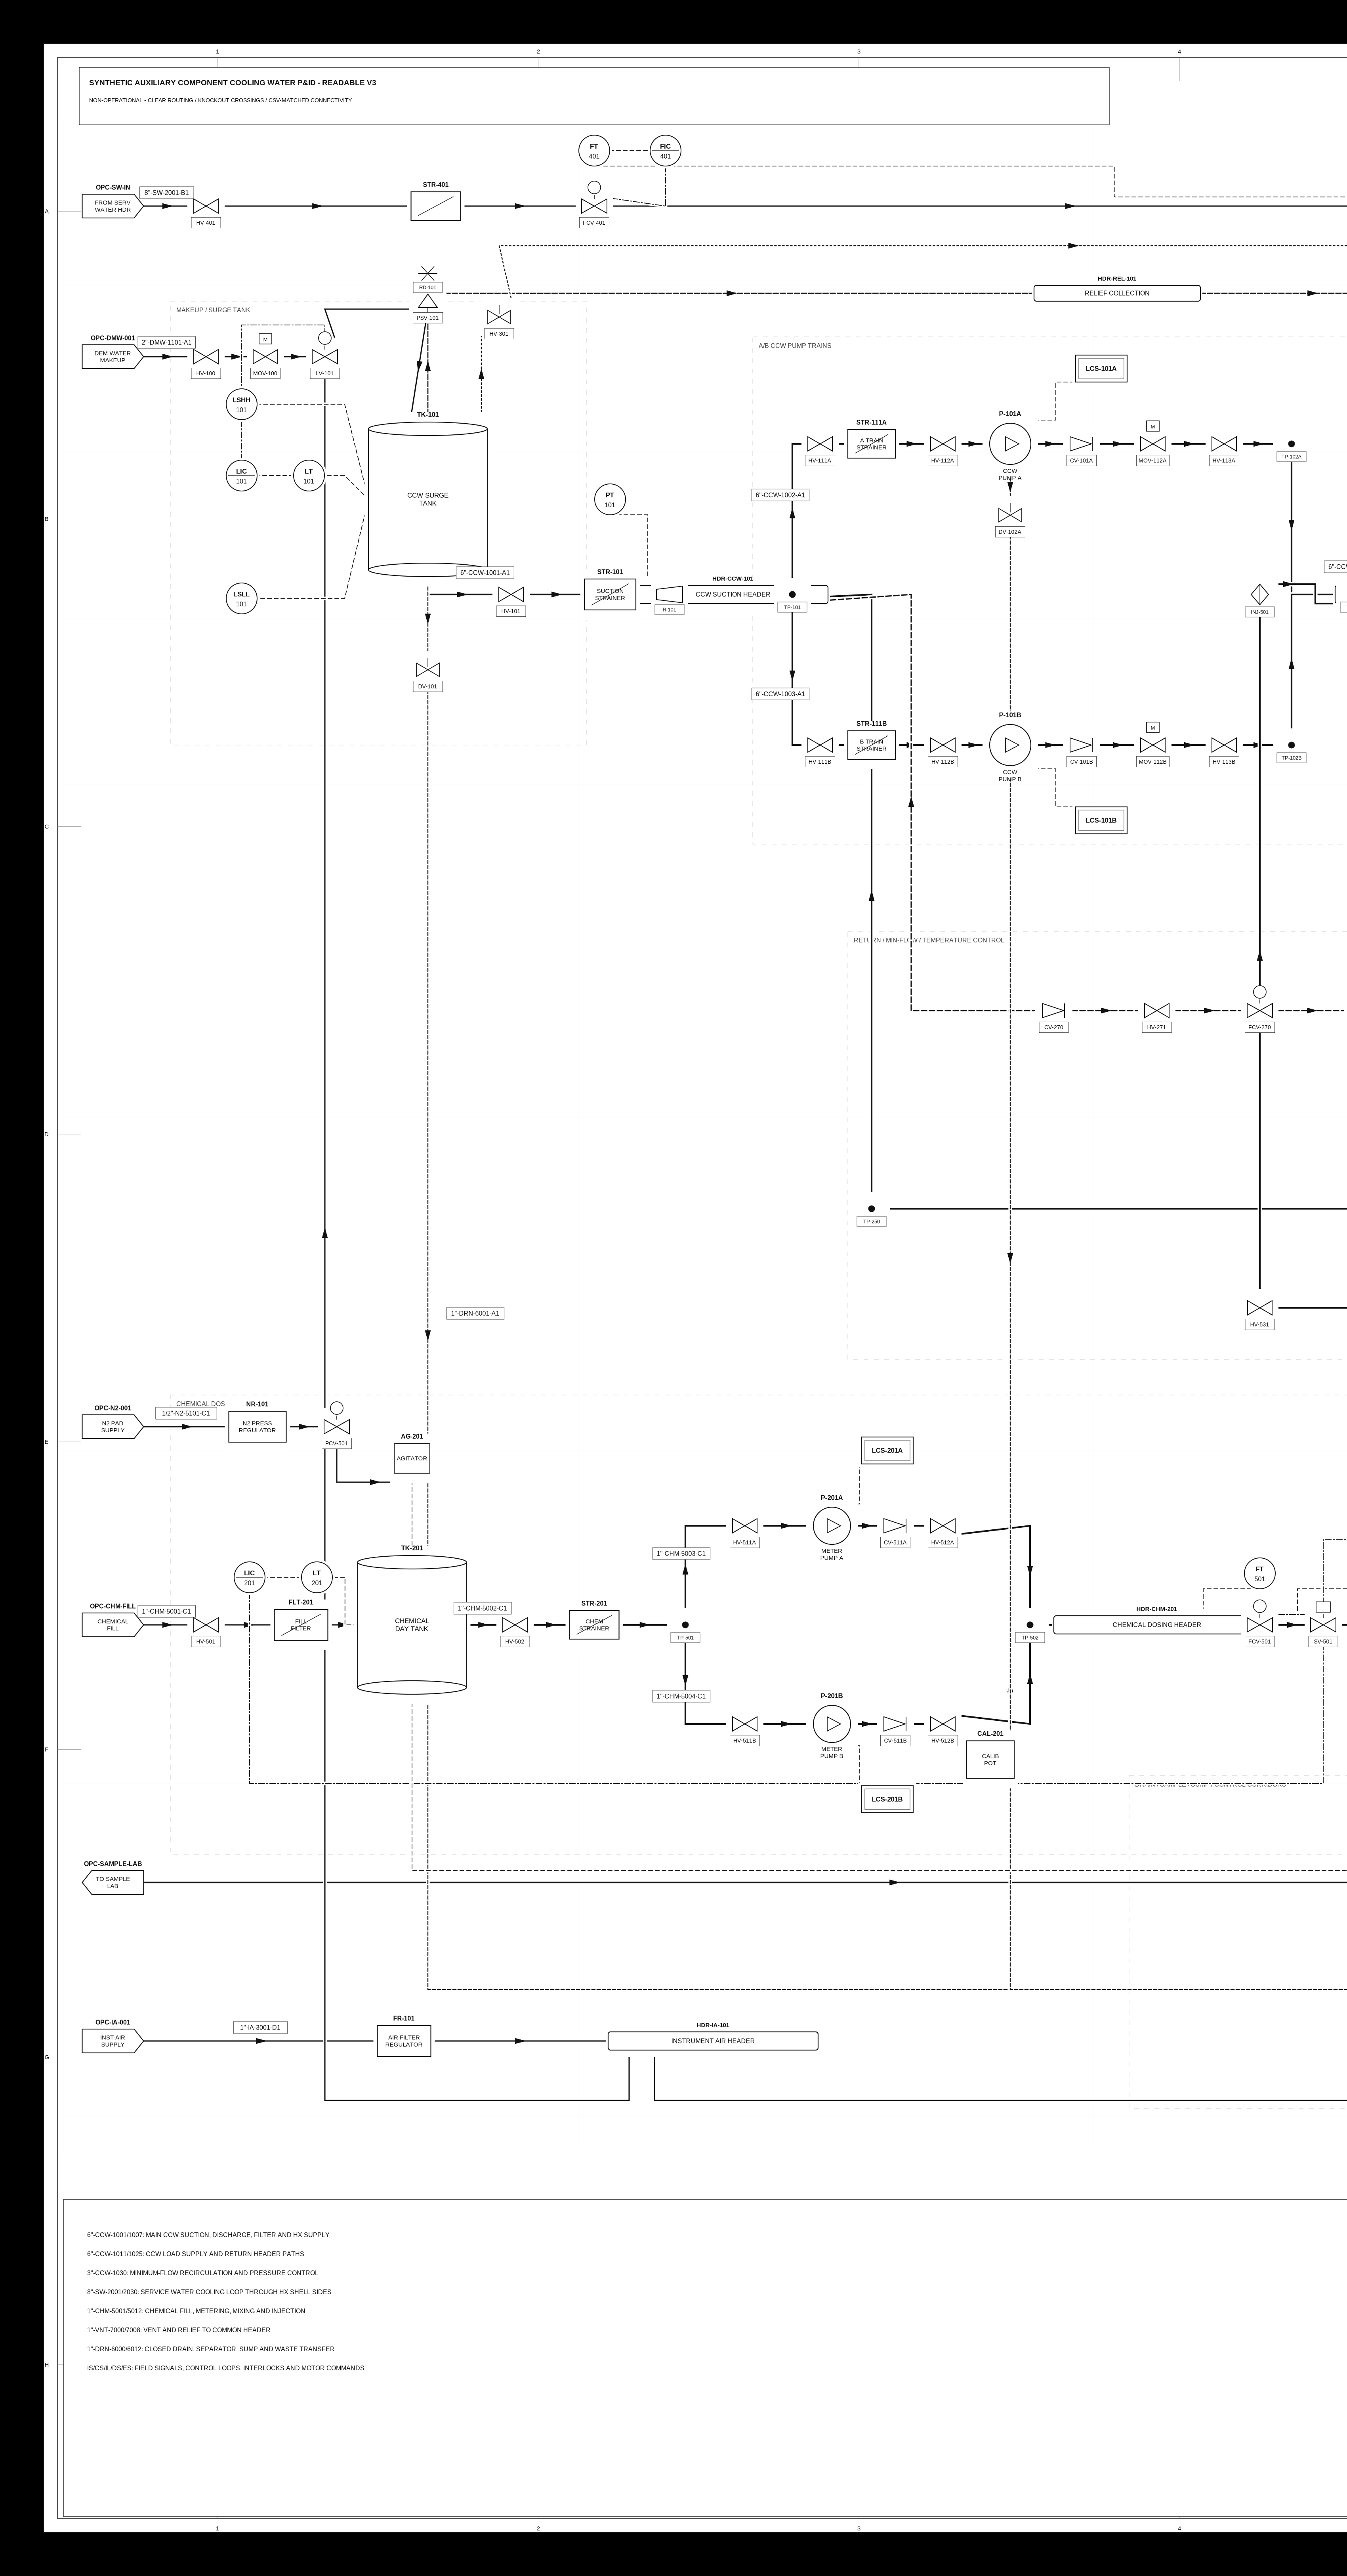 1
2
3
4
SYNTHETIC AUXILIARY COMPONENT COOLING WATER P&ID - READABLE V3
NON-OPERATIONAL - CLEAR ROUTING / KNOCKOUT CROSSINGS / CSV-MATCHED CONNECTIVITY
FT
401
FIC
401
OPC-SW-IN
FROM SERV
WATER HDR
8"-SW-2001-B1
HV-401
STR-401
FCV-401
A
RD-101
PSV-101
HV-301
HDR-REL-101
RELIEF COLLECTION
MAKEUP / SURGE TANK
OPC-DMW-001
DEM WATER
MAKEUP
2"-DMW-1101-A1
HV-100
M
MOV-100
LV-101
A/B CCW PUMP TRAINS
LCS-101A
LSHH
101
TK-101
CCW SURGE
TANK
LIC
101
LT
101
PT
101
LSLL
101
B
6"-CCW-1001-A1
HV-101
STR-101
SUCTION
STRAINER
R-101
HDR-CCW-101
CCW SUCTION HEADER
TP-101
6"-CCW-1002-A1
6"-CCW-1003-A1
HV-111A
STR-111A
A TRAIN
STRAINER
HV-112A
P-101A
CCW
PUMP A
CV-101A
M
MOV-112A
HV-113A
TP-102A
DV-102A
INJ-501
DV-101
HV-111B
STR-111B
B TRAIN
STRAINER
HV-112B
P-101B
CCW
PUMP B
CV-101B
M
MOV-112B
HV-113B
TP-102B
LCS-101B
C
RETURN / MIN-FLOW / TEMPERATURE CONTROL
CV-270
HV-271
FCV-270
D
TP-250
HV-531
1"-DRN-6001-A1
CHEMICAL DOS
OPC-N2-001
N2 PAD
SUPPLY
1/2"-N2-5101-C1
NR-101
N2 PRESS
REGULATOR
PCV-501
E
AG-201
AGITATOR
LCS-201A
P-201A
METER
PUMP A
HV-511A
CV-511A
HV-512A
TK-201
CHEMICAL
DAY TANK
LIC
201
LT
201
OPC-CHM-FILL
CHEMICAL
FILL
1"-CHM-5001-C1
HV-501
FLT-201
FILL
FILTER
1"-CHM-5002-C1
HV-502
STR-201
CHEM
STRAINER
TP-501
1"-CHM-5003-C1
1"-CHM-5004-C1
TP-502
HDR-CHM-201
CHEMICAL DOSING HEADER
FT
501
FCV-501
SV-501
P-201B
METER
PUMP B
HV-511B
CV-511B
HV-512B
CAL-201
CALIB
POT
F
LCS-201B
OPC-SAMPLE-LAB
TO SAMPLE
LAB
OPC-IA-001
INST AIR
SUPPLY
1"-IA-3001-D1
FR-101
AIR FILTER
REGULATOR
HDR-IA-101
INSTRUMENT AIR HEADER
G
6"-CCW-1001/1007: MAIN CCW SUCTION, DISCHARGE, FILTER AND HX SUPPLY
6"-CCW-1011/1025: CCW LOAD SUPPLY AND RETURN HEADER PATHS
3"-CCW-1030: MINIMUM-FLOW RECIRCULATION AND PRESSURE CONTROL
8"-SW-2001/2030: SERVICE WATER COOLING LOOP THROUGH HX SHELL SIDES
1"-CHM-5001/5012: CHEMICAL FILL, METERING, MIXING AND INJECTION
1"-VNT-7000/7008: VENT AND RELIEF TO COMMON HEADER
1"-DRN-6000/6012: CLOSED DRAIN, SEPARATOR, SUMP AND WASTE TRANSFER
IS/CS/IL/DS/ES: FIELD SIGNALS, CONTROL LOOPS, INTERLOCKS AND MOTOR COMMANDS
H
1
2
3
4